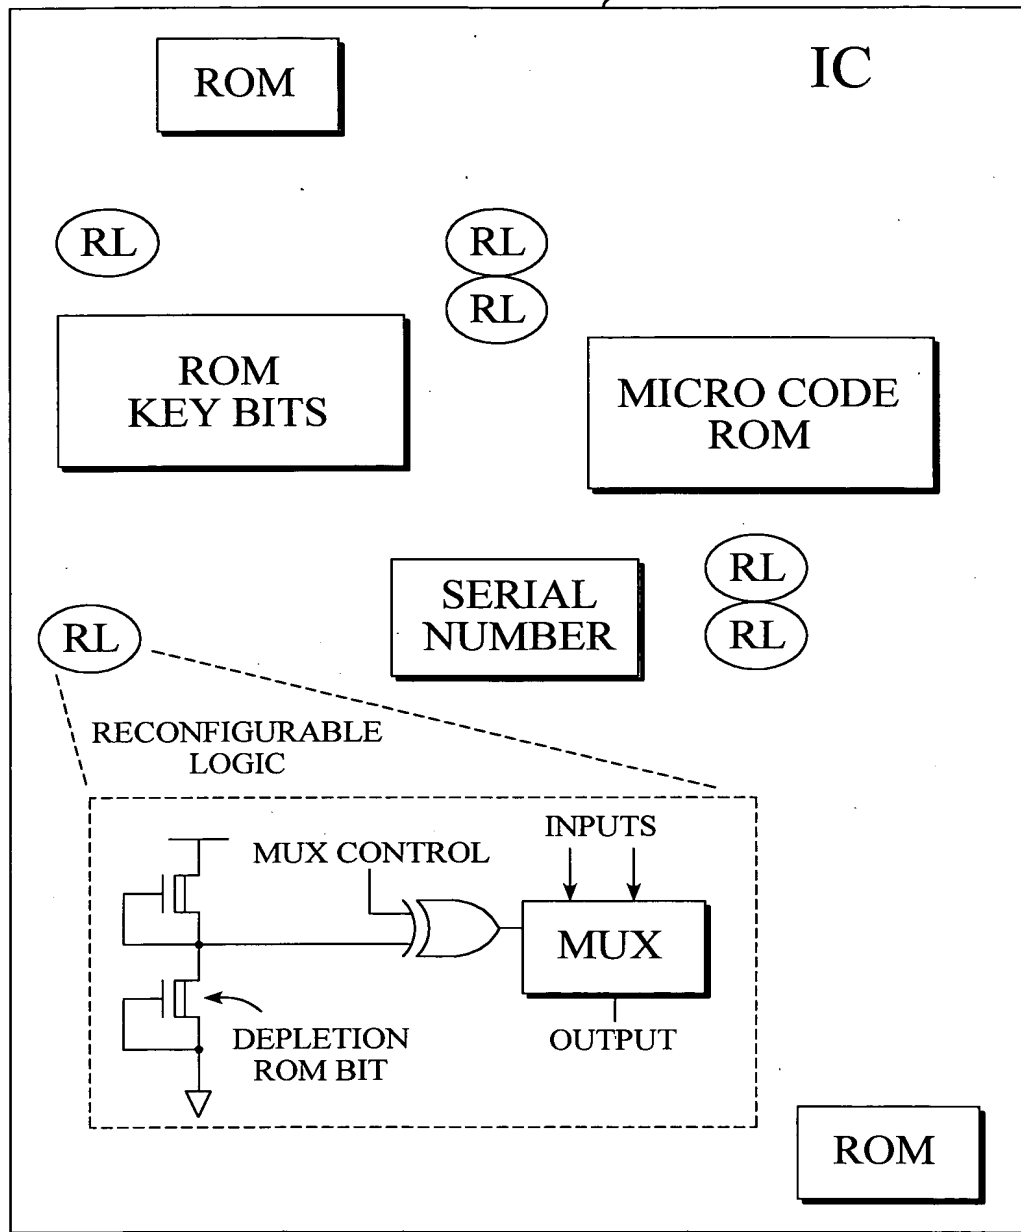 ROM
IC
RL
RL
RL
ROM
KEY BITS
MICRO CODE
ROM
RL
RL
SERIAL
NUMBER
RL
RECONFIGURABLE
LOGIC
MUX CONTROL
INPUTS
MUX
DEPLETION
ROM BIT
OUTPUT
ROM